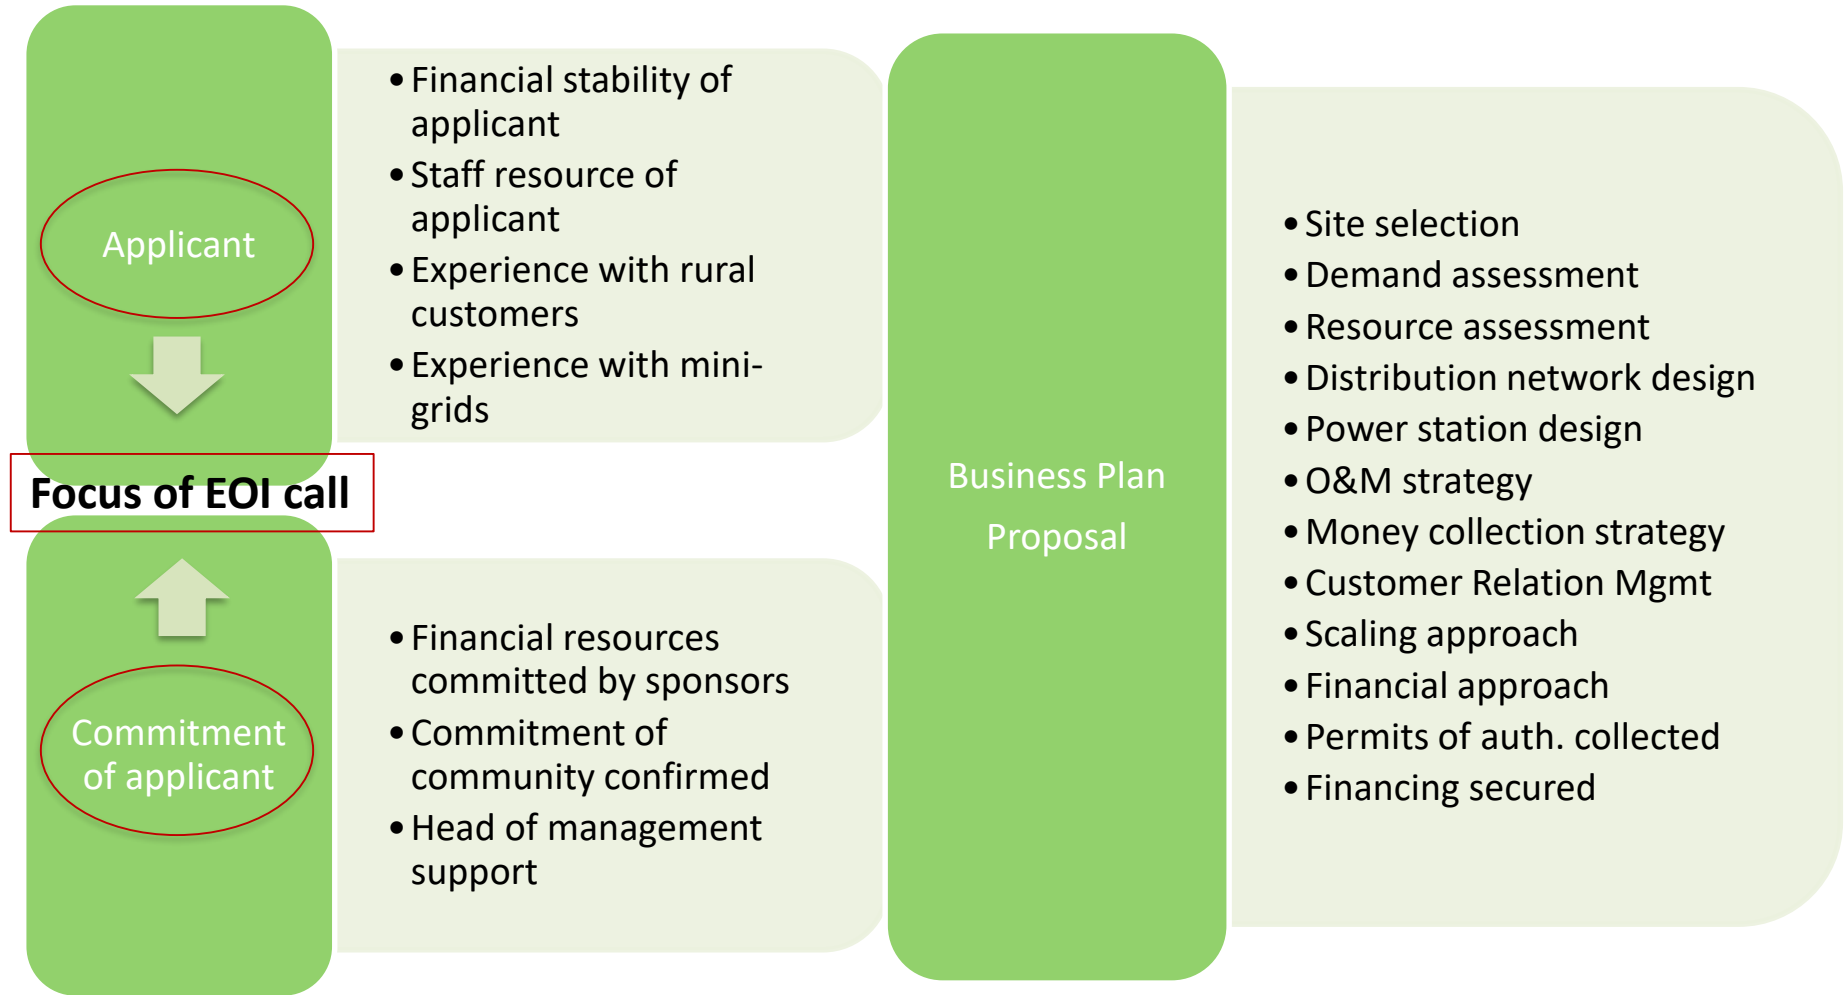 Applicant
• Financial stability of
applicant
• Staff resource of
applicant
• Experience with rural
customers
• Experience with mini-
grids
Focus of EOI call
Commitment
of applicant
• Financial resources
committed by sponsors
• Commitment of
community confirmed
• Head of management
support
Business Plan
Proposal
• Site selection
• Demand assessment
• Resource assessment
• Distribution network design
• Power station design
• O&M strategy
• Money collection strategy
• Customer Relation Mgmt
• Scaling approach
• Financial approach
• Permits of auth. collected
• Financing secured